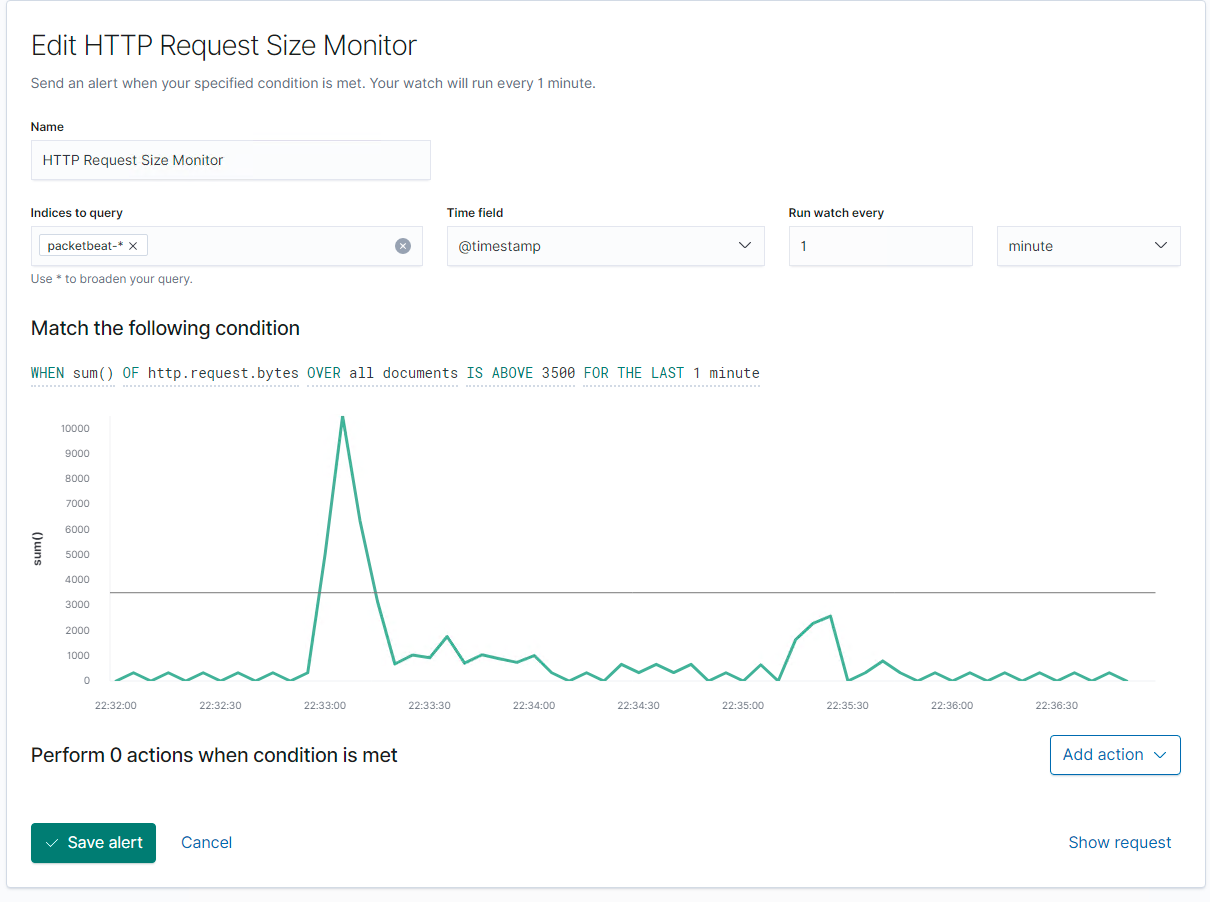 Edit HTTP Request Size Monitor
Send an alert when your specified condition is met. Your watch will run every 1 minute.
Name
HTTP Request Size Monitor
Indices to query
Time field
Run watch every
packetbeat-*
@timestamp
1
minute
Use * to broaden your query.
Match the following condition
WHEN sum() OF http.request.bytes OVER all documents IS ABOVE 3500 FOR THE LAST 1 minute
sum()
10000
9000
8000
7000
6000
5000
4000
3000
2000
1000
0
22:32:00 22:32:30 22:33:00 22:33:30 22:34:00 22:34:30 22:35:00 22:35:30 22:36:00 22:36:30
Perform 0 actions when condition is met
Add action
Save alert
Cancel
Show request